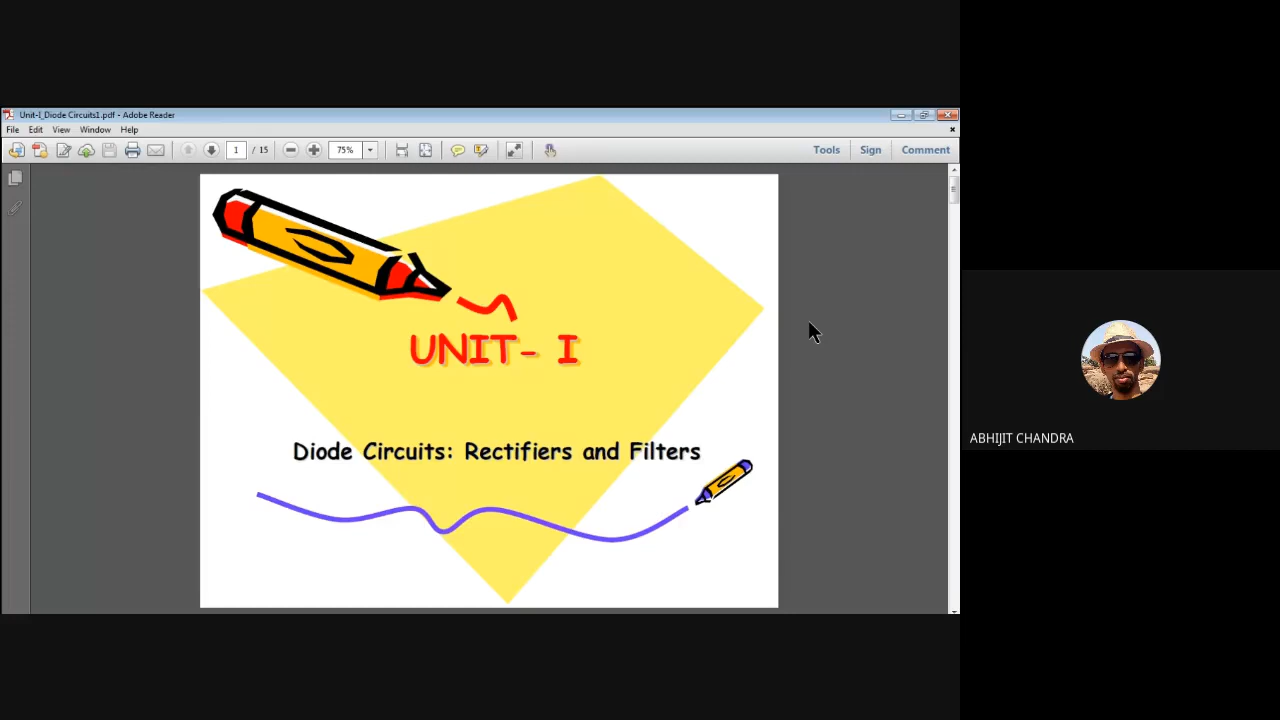 Unit-I_Diode Circuits1.pdf - Adobe Reader
File Edit View Window Help
1 / 15 75% Tools Sign Comment
UNIT- I
Diode Circuits: Rectifiers and Filters
ABHIJIT CHANDRA